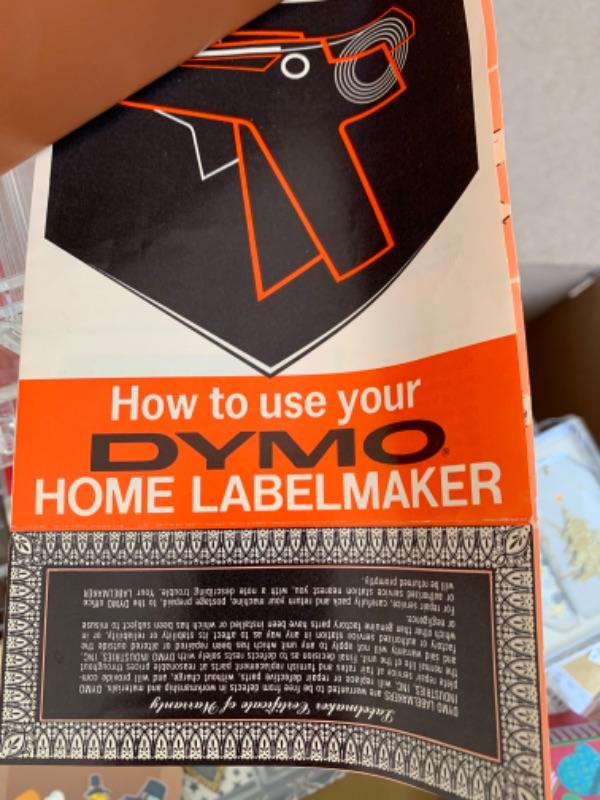 How to use your
DYMO®
HOME LABELMAKER
Labelmaker Certificate of Warranty
DYMO LABELMAKERS are warranted to be free from defects in workmanship and materials. DYMO
INDUSTRIES, INC. will replace or repair defective parts, without charge, and will provide com-
plete repair service at fair rates and furnish replacement parts at reasonable prices throughout
the normal life of the unit. Final decision as to defects rests solely with DYMO INDUSTRIES, INC.
and said warranty will not apply to any unit which has been repaired or altered outside the
factory or authorized service station in any way as to affect its stability or reliability, or in
which other than genuine factory parts have been installed or which has been subject to misuse
or negligence.
For repair service, carefully pack and return your machine, postage prepaid, to the DYMO office
or authorized service station nearest you, with a note describing trouble. Your LABELMAKER
will be returned promptly.